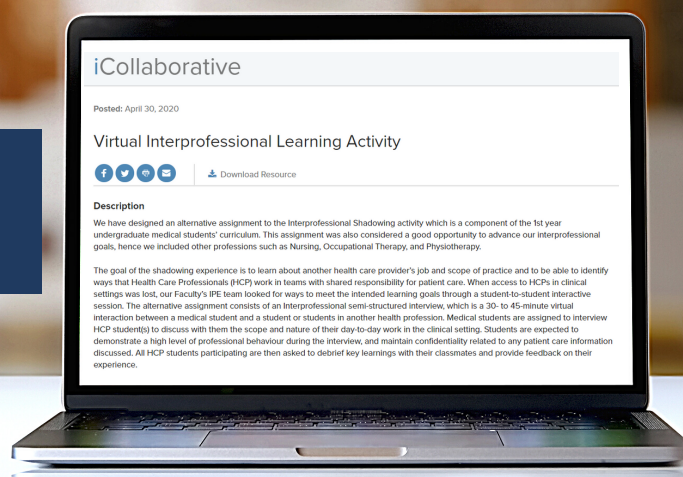 iCollaborative
Posted: April 30, 2020
Virtual Interprofessional Learning Activity
Download Resource
Description
We have designed an alternative assignment to the Interprofessional Shadowing activity which is a component of the 1st year
undergraduate medical students' curriculum. This assignment was also considered a good opportunity to advance our interprofessional
goals, hence we included other professions such as Nursing, Occupational Therapy, and Physiotherapy.
The goal of the shadowing experience is to learn about another health care provider's job and scope of practice and to be able to identify
ways that Health Care Professionals (HCP) work in teams with shared responsibility for patient care. When access to HCPs in clinical
settings was lost, our Faculty's IPE team looked for ways to meet the intended learning goals through a student-to-student interactive
session. The alternative assignment consists of an Interprofessional semi-structured interview, which is a 30- to 45-minute virtual
interaction between a medical student and a student or students in another health profession. Medical students are assigned to interview
HCP student(s) to discuss with them the scope and nature of their day-to-day work in the clinical setting. Students are expected to
demonstrate a high level of professional behaviour during the interview, and maintain confidentiality related to any patient care information
discussed. All HCP students participating are then asked to debrief key learnings with their classmates and provide feedback on their
experience.